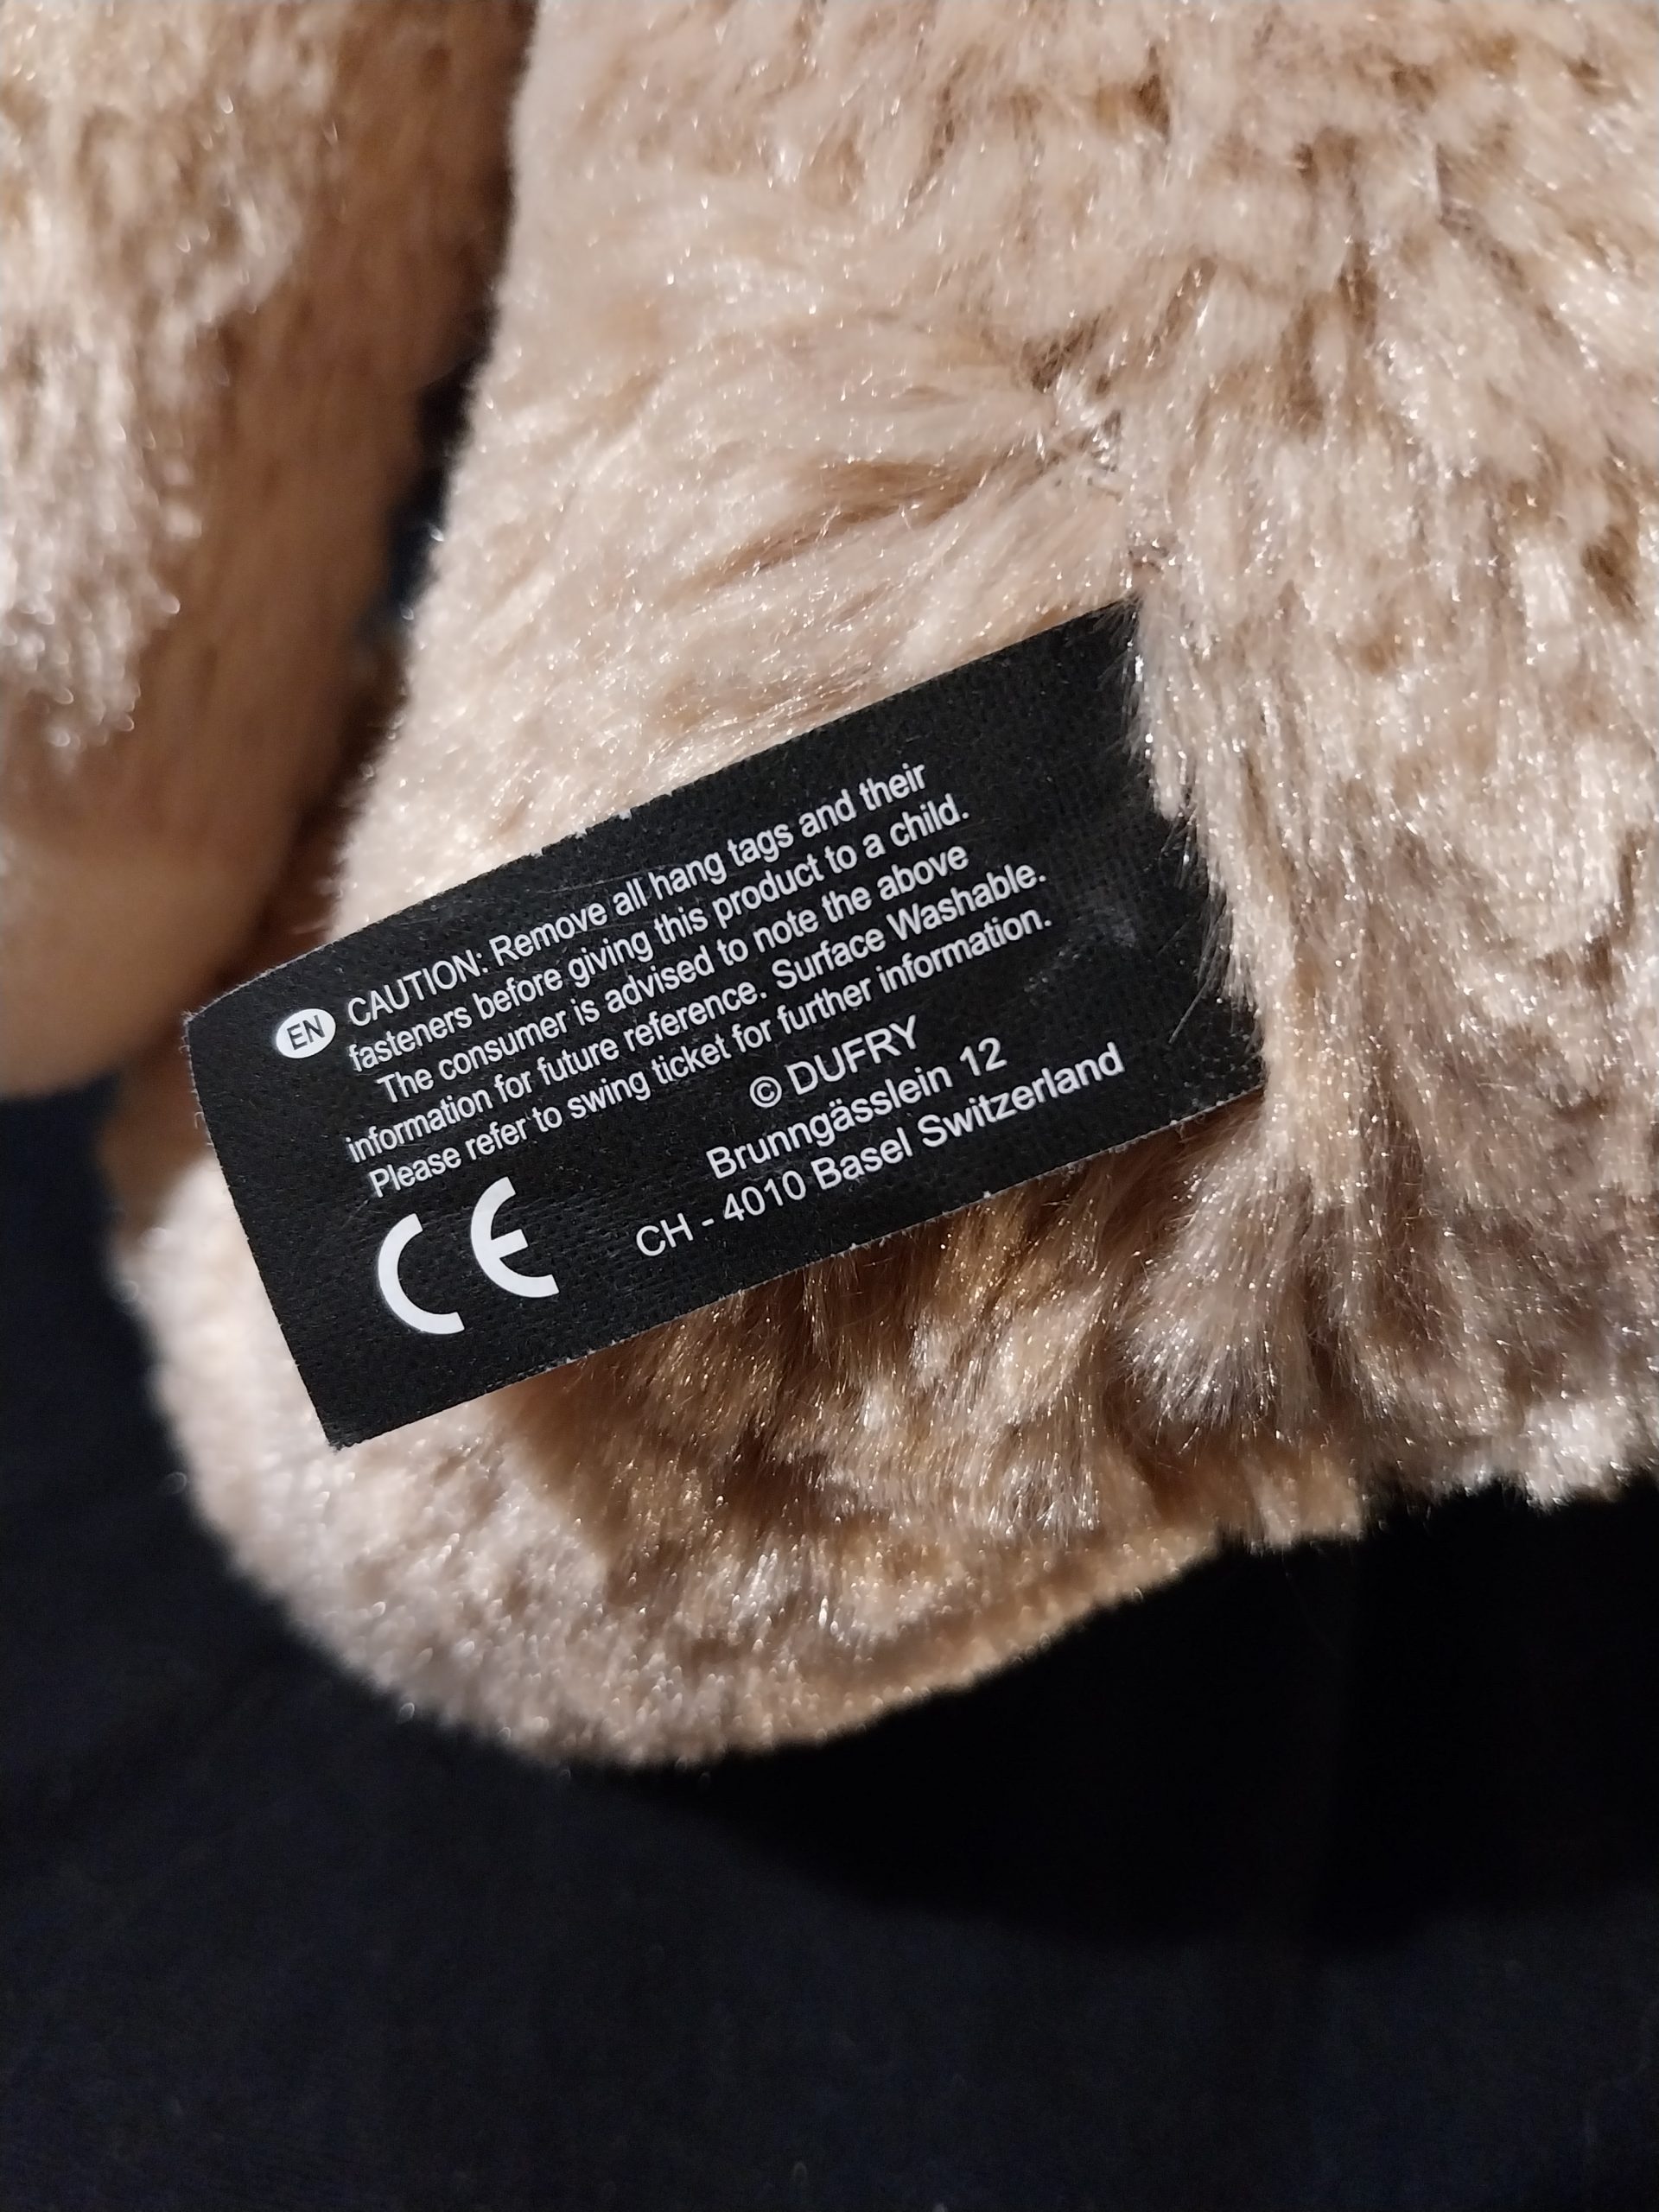 EN CAUTION: Remove all hang tags and their
fasteners before giving this product to a child.
The consumer is advised to note the above
information for future reference. Surface Washable.
Please refer to swing ticket for further information.
© DUFRY
Brunngässlein 12
CH - 4010 Basel Switzerland
CE